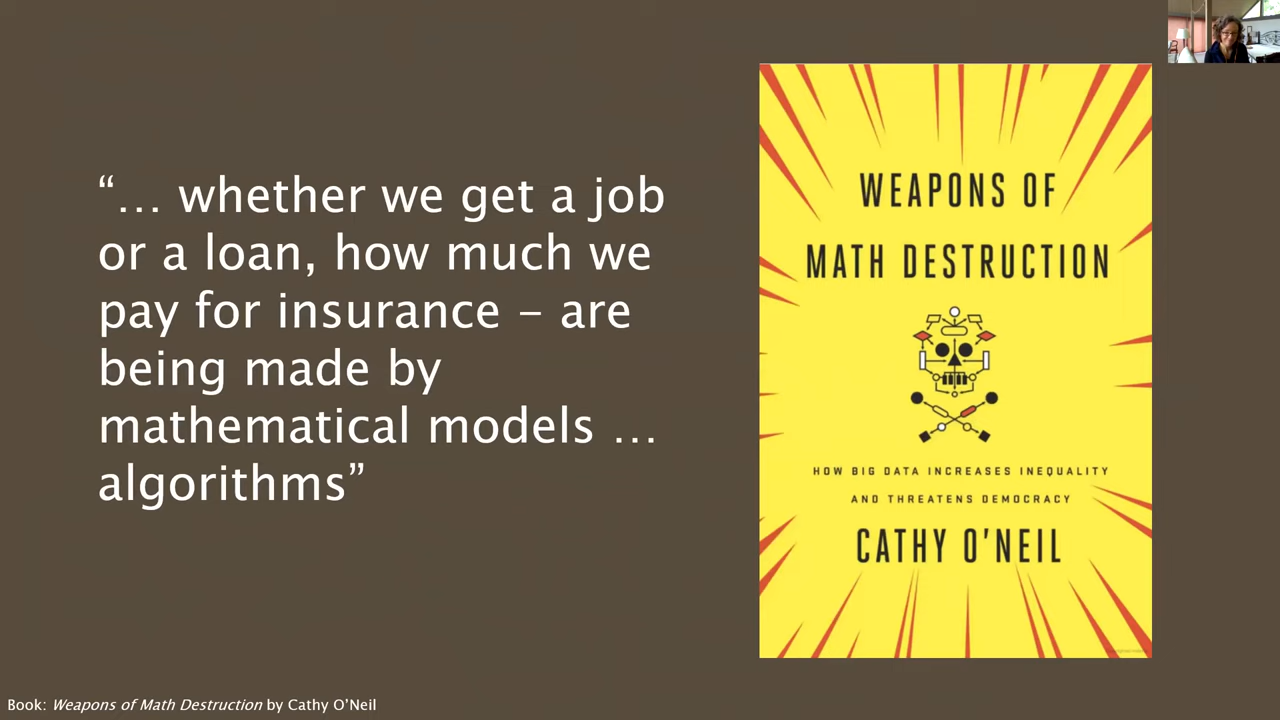 “… whether we get a job
or a loan, how much we
pay for insurance – are
being made by
mathematical models …
algorithms”
WEAPONS OF
MATH DESTRUCTION
HOW BIG DATA INCREASES INEQUALITY
AND THREATENS DEMOCRACY
CATHY O'NEIL
Book: Weapons of Math Destruction by Cathy O’Neil